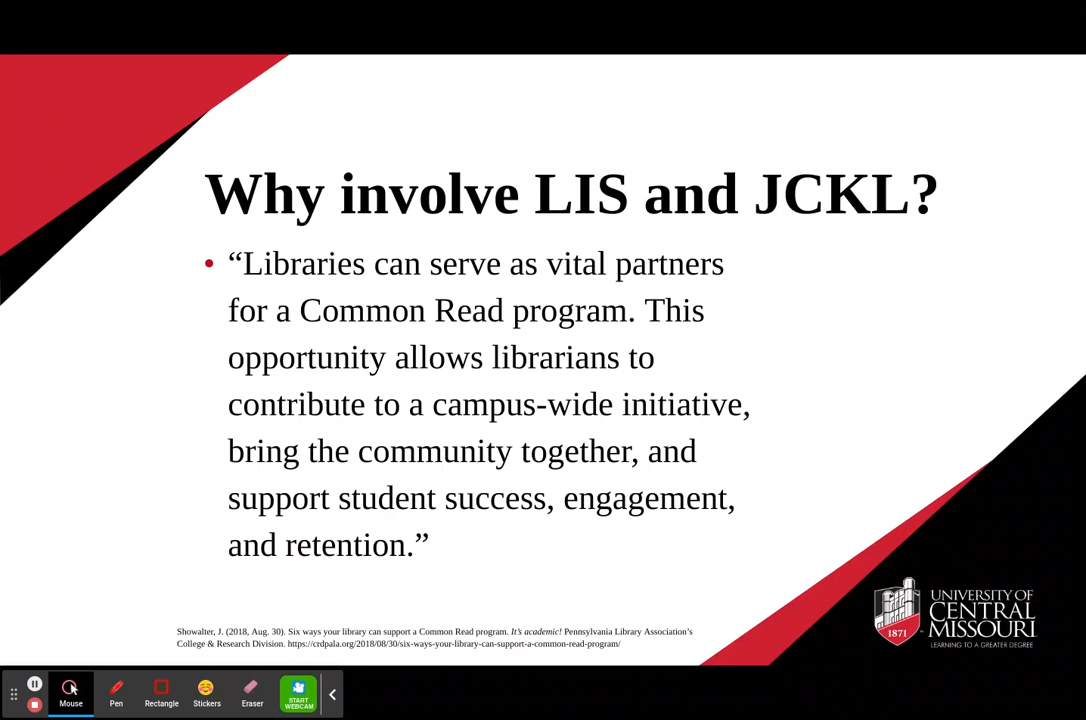 Why involve LIS and JCKL?
• “Libraries can serve as vital partners
for a Common Read program. This
opportunity allows librarians to
contribute to a campus-wide initiative,
bring the community together, and
support student success, engagement,
and retention.”
Showalter, J. (2018, Aug. 30). Six ways your library can support a Common Read program. It’s academic! Pennsylvania Library Association’s
College & Research Division. https://crdpala.org/2018/08/30/six-ways-your-library-can-support-a-common-read-program/
1871
UNIVERSITY OF
CENTRAL
MISSOURI
LEARNING TO A GREATER DEGREE
Mouse
Pen
Rectangle
Stickers
Eraser
START
WEBCAM